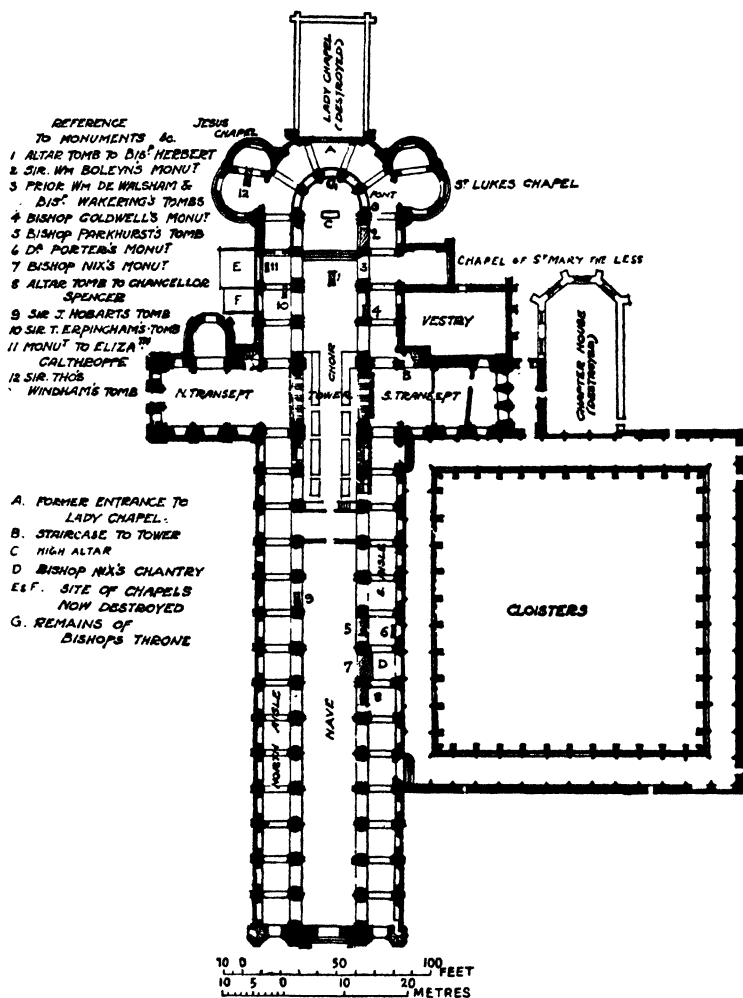 LADY CHAPEL
(DESTROYED)
REFERENCE
TO MONUMENTS &c.
1 ALTAR TOMB TO BISP HERBERT
2 SIR. WM BOLEYN'S MONUT
3 PRIOR WM DE WALSHAM &
BISP WAKERING'S TOMBS
4 BISHOP GOLDWELL'S MONUT
5 BISHOP PARKHURST'S TOMB
6 DR PORTER'S MONUT
7 BISHOP NIX'S MONUT
8 ALTAR TOMB TO CHANCELLOR
SPENCER
9 SIR J. HOBARTS TOMB
10 SIR T. ERPINGHAM'S TOMB
11 MONUT TO ELIZATH
CALTHROPPE
12 SIR. THOS
WINDHAM'S TOMB
JESUS
CHAPEL
A
G
12
FONT
ST LUKES CHAPEL
C
2
E
11
1
3
CHAPEL OF ST MARY THE LESS
F
10
4
VESTRY
CHOIR
B
N. TRANSEPT
TOWER
S. TRANSEPT
CHAPTER HOUSE
(DESTROYED)
A. FORMER ENTRANCE TO
LADY CHAPEL.
B. STAIRCASE TO TOWER
C HIGH ALTAR
D BISHOP NIX'S CHANTRY
E & F. SITE OF CHAPELS
NOW DESTROYED
G. REMAINS OF
BISHOPS THRONE
S. AISLE
9
5
6
7
D
8
CLOISTERS
NORTH AISLE
NAVE
10 0 50 100 FEET
10 5 0 10 20 METRES